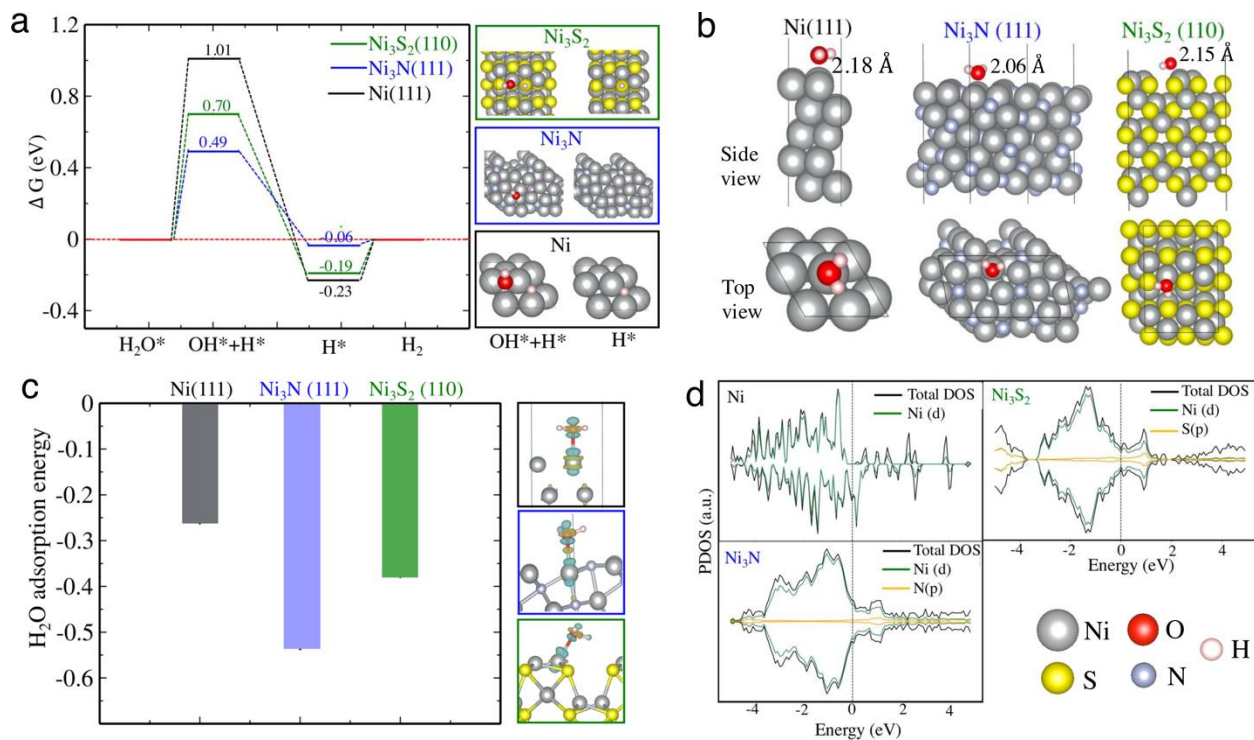 a
1.2
0.8
0.4
0
-0.4
Δ G (eV)
Ni3S2(110)
Ni3N(111)
Ni(111)
1.01
0.70
0.49
-0.06
-0.19
-0.23
H2O*
OH*+H*
H*
H2
Ni3S2
Ni3N
Ni
OH*+H*
H*
b
Ni(111)
Ni3N (111)
Ni3S2 (110)
2.18 Å
2.06 Å
2.15 Å
Side
view
Top
view
c
Ni(111)
Ni3N (111)
Ni3S2 (110)
0
-0.1
-0.2
-0.3
-0.4
-0.5
-0.6
H2O adsorption energy
d
Ni
Total DOS
Ni (d)
Ni3S2
Total DOS
Ni (d)
S(p)
-4 -2 0 2 4
Energy (eV)
PDOS (a.u.)
Ni3N
Total DOS
Ni (d)
N(p)
-4 -2 0 2 4
Energy (eV)
Ni
O
H
S
N